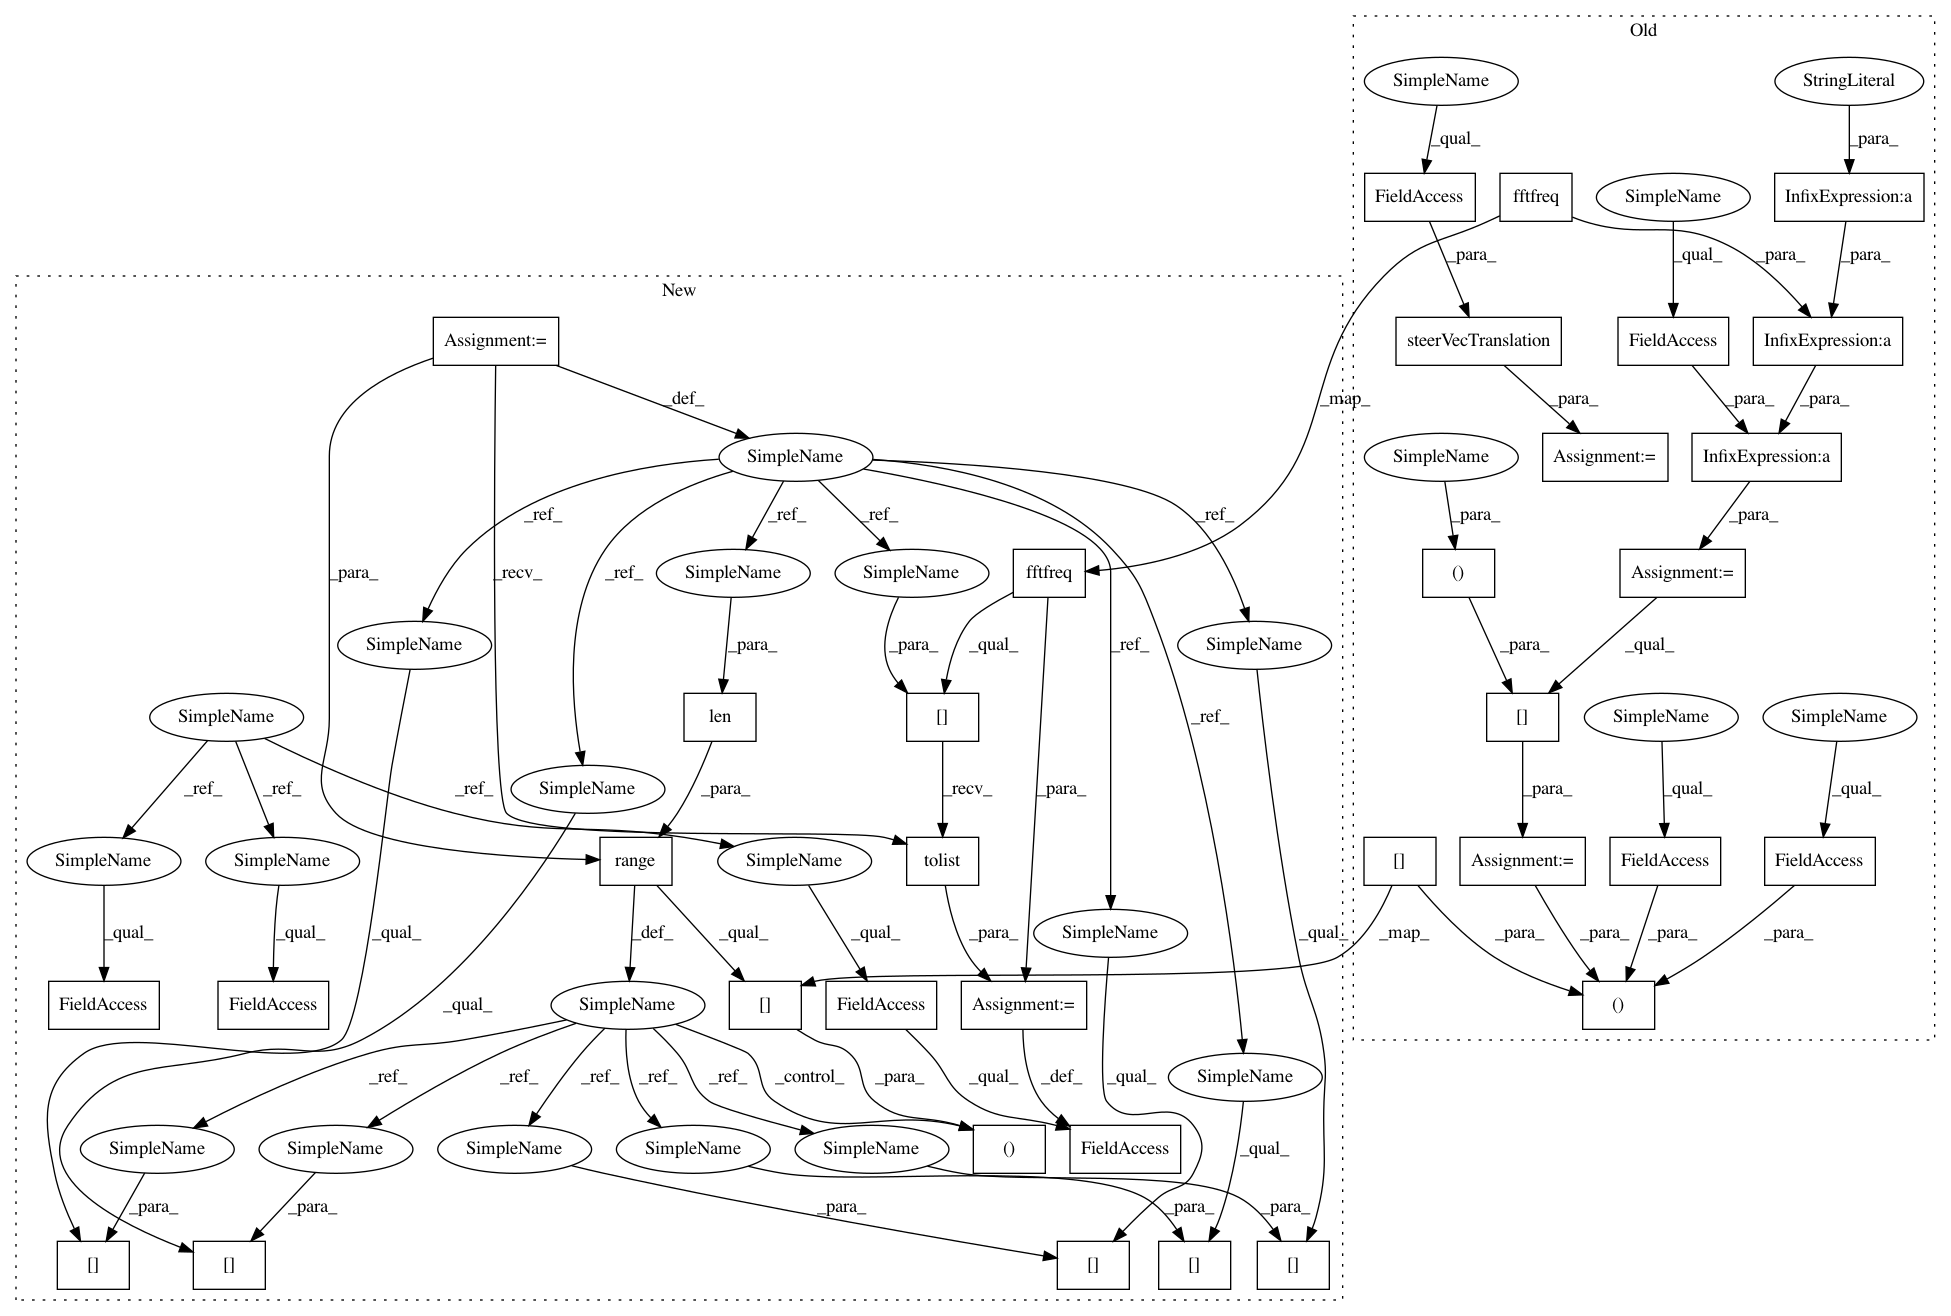 Old
SimpleName
StringLiteral
_qual_
_para_
FieldAccess
fftfreq
SimpleName
InfixExpression:a
_para_
_qual_
_para_
_para_
New
Assignment:=
steerVecTranslation
FieldAccess
InfixExpression:a
_def_
_map_
_para_
_para_
_para_
SimpleName
SimpleName
Assignment:=
InfixExpression:a
_ref_
_ref_
_ref_
_ref_
_para_
_para_
_para_
_recv_
_ref_
SimpleName
SimpleName
fftfreq
()
Assignment:=
SimpleName
_para_
_para_
_qual_
_ref_
SimpleName
_para_
_qual_
SimpleName
len
[]
_ref_
[]
SimpleName
SimpleName
_ref_
_ref_
_ref_
SimpleName
_para_
_recv_
_para_
_para_
_qual_
_qual_
SimpleName
SimpleName
range
SimpleName
tolist
[]
Assignment:=
FieldAccess
FieldAccess
_qual_
_qual_
_qual_
_def_
_qual_
_qual_
_para_
SimpleName
_qual_
_map_
_para_
_para_
_para_
_para_
FieldAccess
FieldAccess
_qual_
SimpleName
[]
FieldAccess
Assignment:=
()
_ref_
_ref_
_ref_
_ref_
_ref_
_control_
_para_
_qual_
_def_
_qual_
SimpleName
SimpleName
SimpleName
SimpleName
SimpleName
SimpleName
()
FieldAccess
_qual_
_para_
_para_
_para_
_para_
_para_
[]
[]
[]
[]
[]